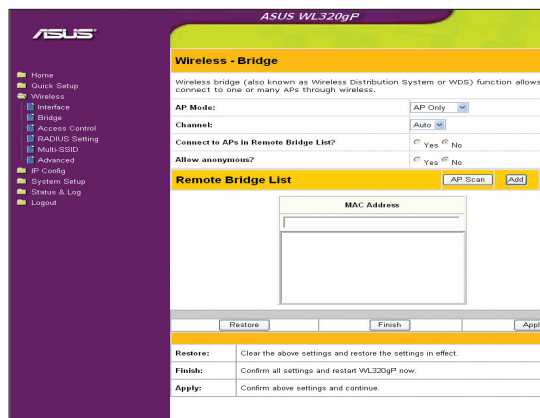 ASUS WL320gP
ASUS
Home
Quick Setup
Wireless
Interface
Bridge
Access Control
RADIUS Setting
Multi-SSID
Advanced
IP Config
System Setup
Status & Log
Logout
Wireless - Bridge
Wireless bridge (also known as Wireless Distribution System or WDS) function allows
connect to one or many APs through wireless.
AP Mode: AP Only
Channel: Auto
Connect to APs in Remote Bridge List? Yes No
Allow anonymous? Yes No
Remote Bridge List AP Scan Add
MAC Address
Restore Finish Appl
Restore: Clear the above settings and restore the settings in effect.
Finish: Confirm all settings and restart WL320gP now.
Apply: Confirm above settings and continue.